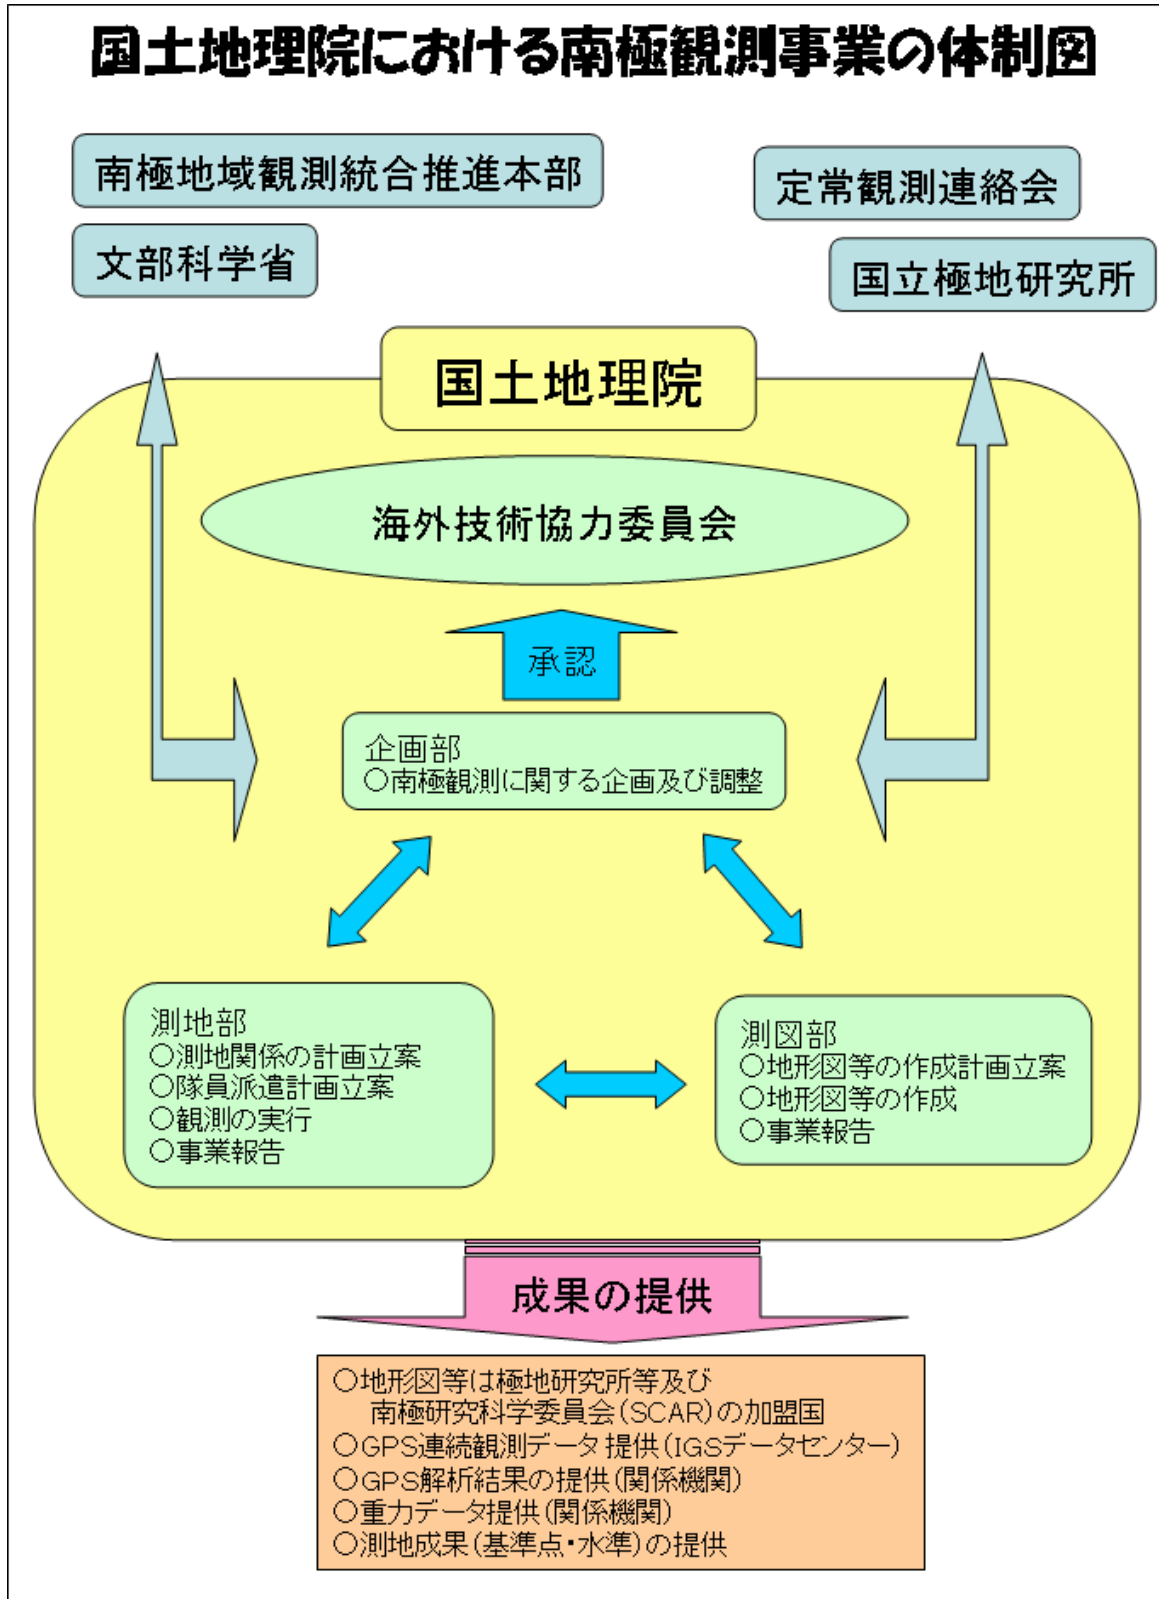 国土地理院における南極観測事業の体制図
南極地域観測統合推進本部
定常観測連絡会
文部科学省
国立極地研究所
国土地理院
海外技術協力委員会
承認
企画部
○南極観測に関する企画及び調整
測地部
○測地関係の計画立案
○隊員派遣計画立案
○観測の実行
○事業報告
測図部
○地形図等の作成計画立案
○地形図等の作成
○事業報告
成果の提供
○地形図等は極地研究所等及び
南極研究科学委員会(SCAR)の加盟国
○GPS連続観測データ提供(IGSデータセンター)
○GPS解析結果の提供(関係機関)
○重力データ提供(関係機関)
○測地成果(基準点・水準)の提供